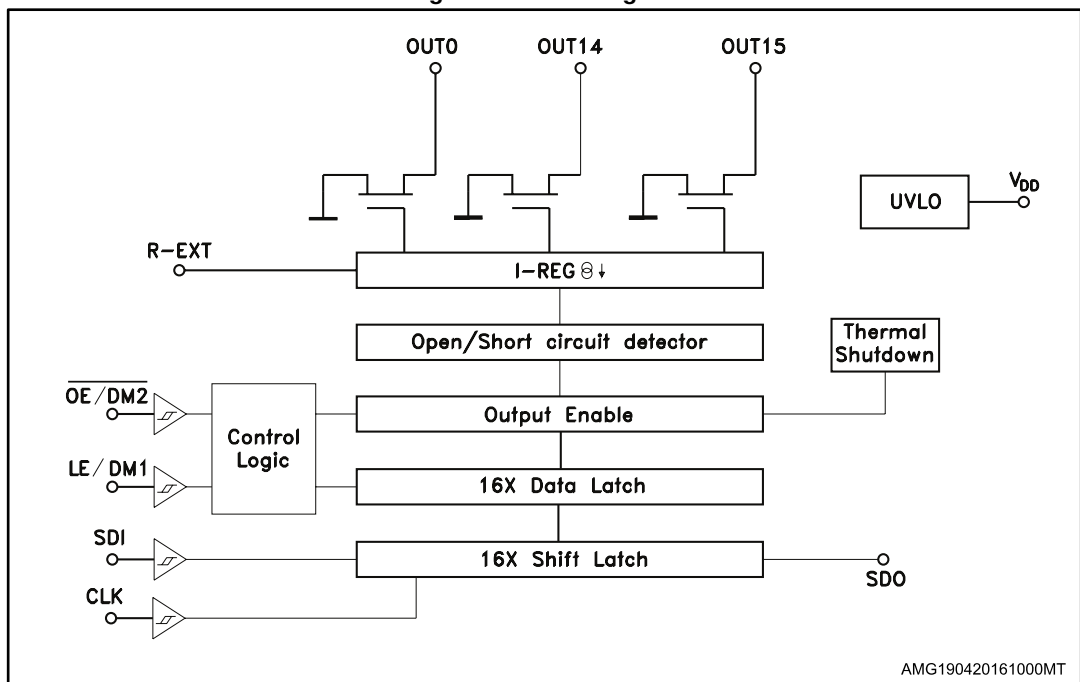 OUT0 OUT14 OUT15
UVLO
VDD
R-EXT
I-REG
Open/Short circuit detector
Thermal
Shutdown
OE/DM2
Output Enable
Control
Logic
LE/DM1
16X Data Latch
SDI
16X Shift Latch
SDO
CLK
AMG190420161000MT